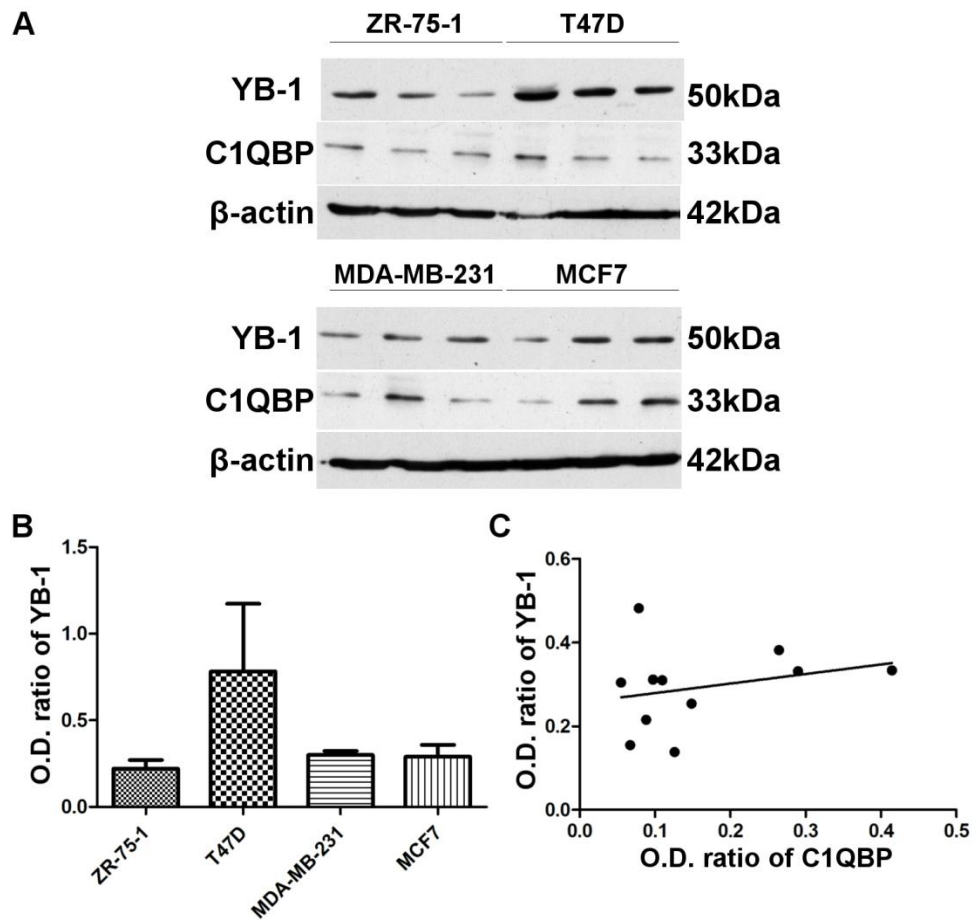 A
ZR-75-1 T47D
YB-1 50kDa
C1QBP 33kDa
β-actin 42kDa
MDA-MB-231 MCF7
YB-1 50kDa
C1QBP 33kDa
β-actin 42kDa
B
O.D. ratio of YB-1
1.5
1.0
0.5
0.0
ZR-75-1
T47D
MDA-MB-231
MCF7
C
O.D. ratio of YB-1
0.6
0.4
0.2
0.0
0.0 0.1 0.2 0.3 0.4 0.5
O.D. ratio of C1QBP